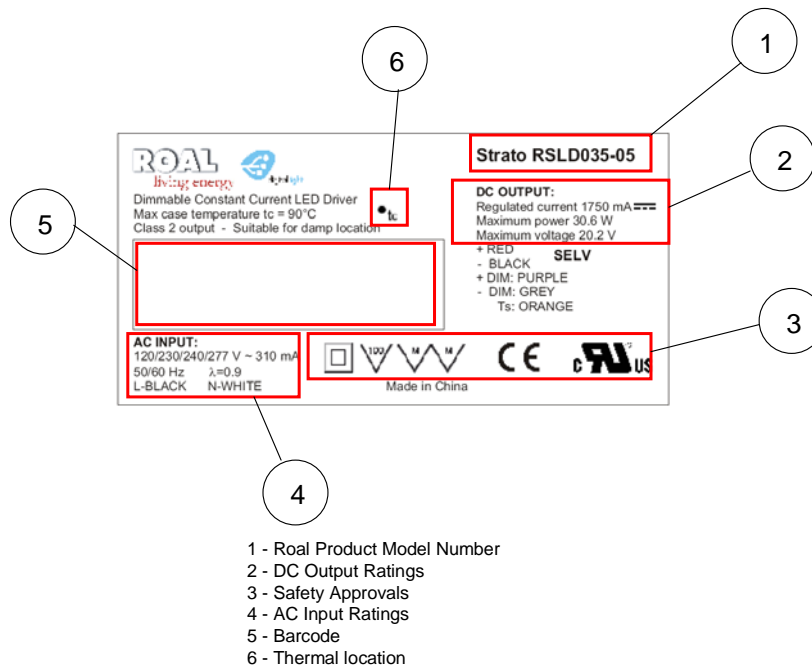 1
6
2
5
3
4
ROAL
living energy
Strato RSLD035-05
Dimmable Constant Current LED Driver
Max case temperature tc = 90°C
Class 2 output - Suitable for damp location
tc
DC OUTPUT:
Regulated current 1750 mA
Maximum power 30.6 W
Maximum voltage 20.2 V
+ RED
- BLACK
SELV
+ DIM: PURPLE
- DIM: GREY
Ts: ORANGE
AC INPUT:
120/230/240/277 V ~ 310 mA
50/60 Hz λ=0.9
L-BLACK N-WHITE
100 M M CE c RU US
Made in China
1 - Roal Product Model Number
2 - DC Output Ratings
3 - Safety Approvals
4 - AC Input Ratings
5 - Barcode
6 - Thermal location